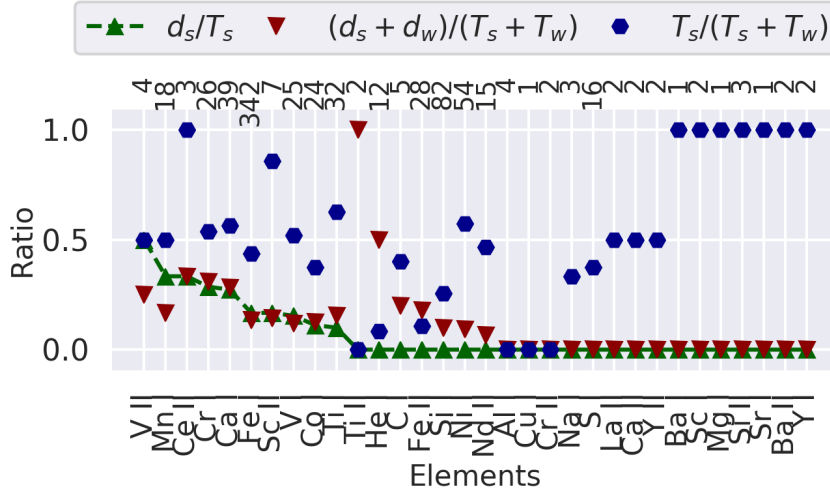 d_s/T_s (d_s + d_w)/(T_s + T_w) T_s/(T_s + T_w)
4 18 3 26 39 342 7 25 24 32 2 12 5 28 82 54 15 4 1 2 3 16 2 2 2 1 2 1 3 1 2 2
1.0
0.5
0.0
Ratio
V II Mn I Ce II Cr I Ca I Fe I Sc II V I Co I Ti I Ti II He I C I Fe II Si I Ni I Nd II Al I Cu I Cr II Na I S I La II Ca II Y II Ba I Sc I Mg I Sr I Ba II Y I
Elements